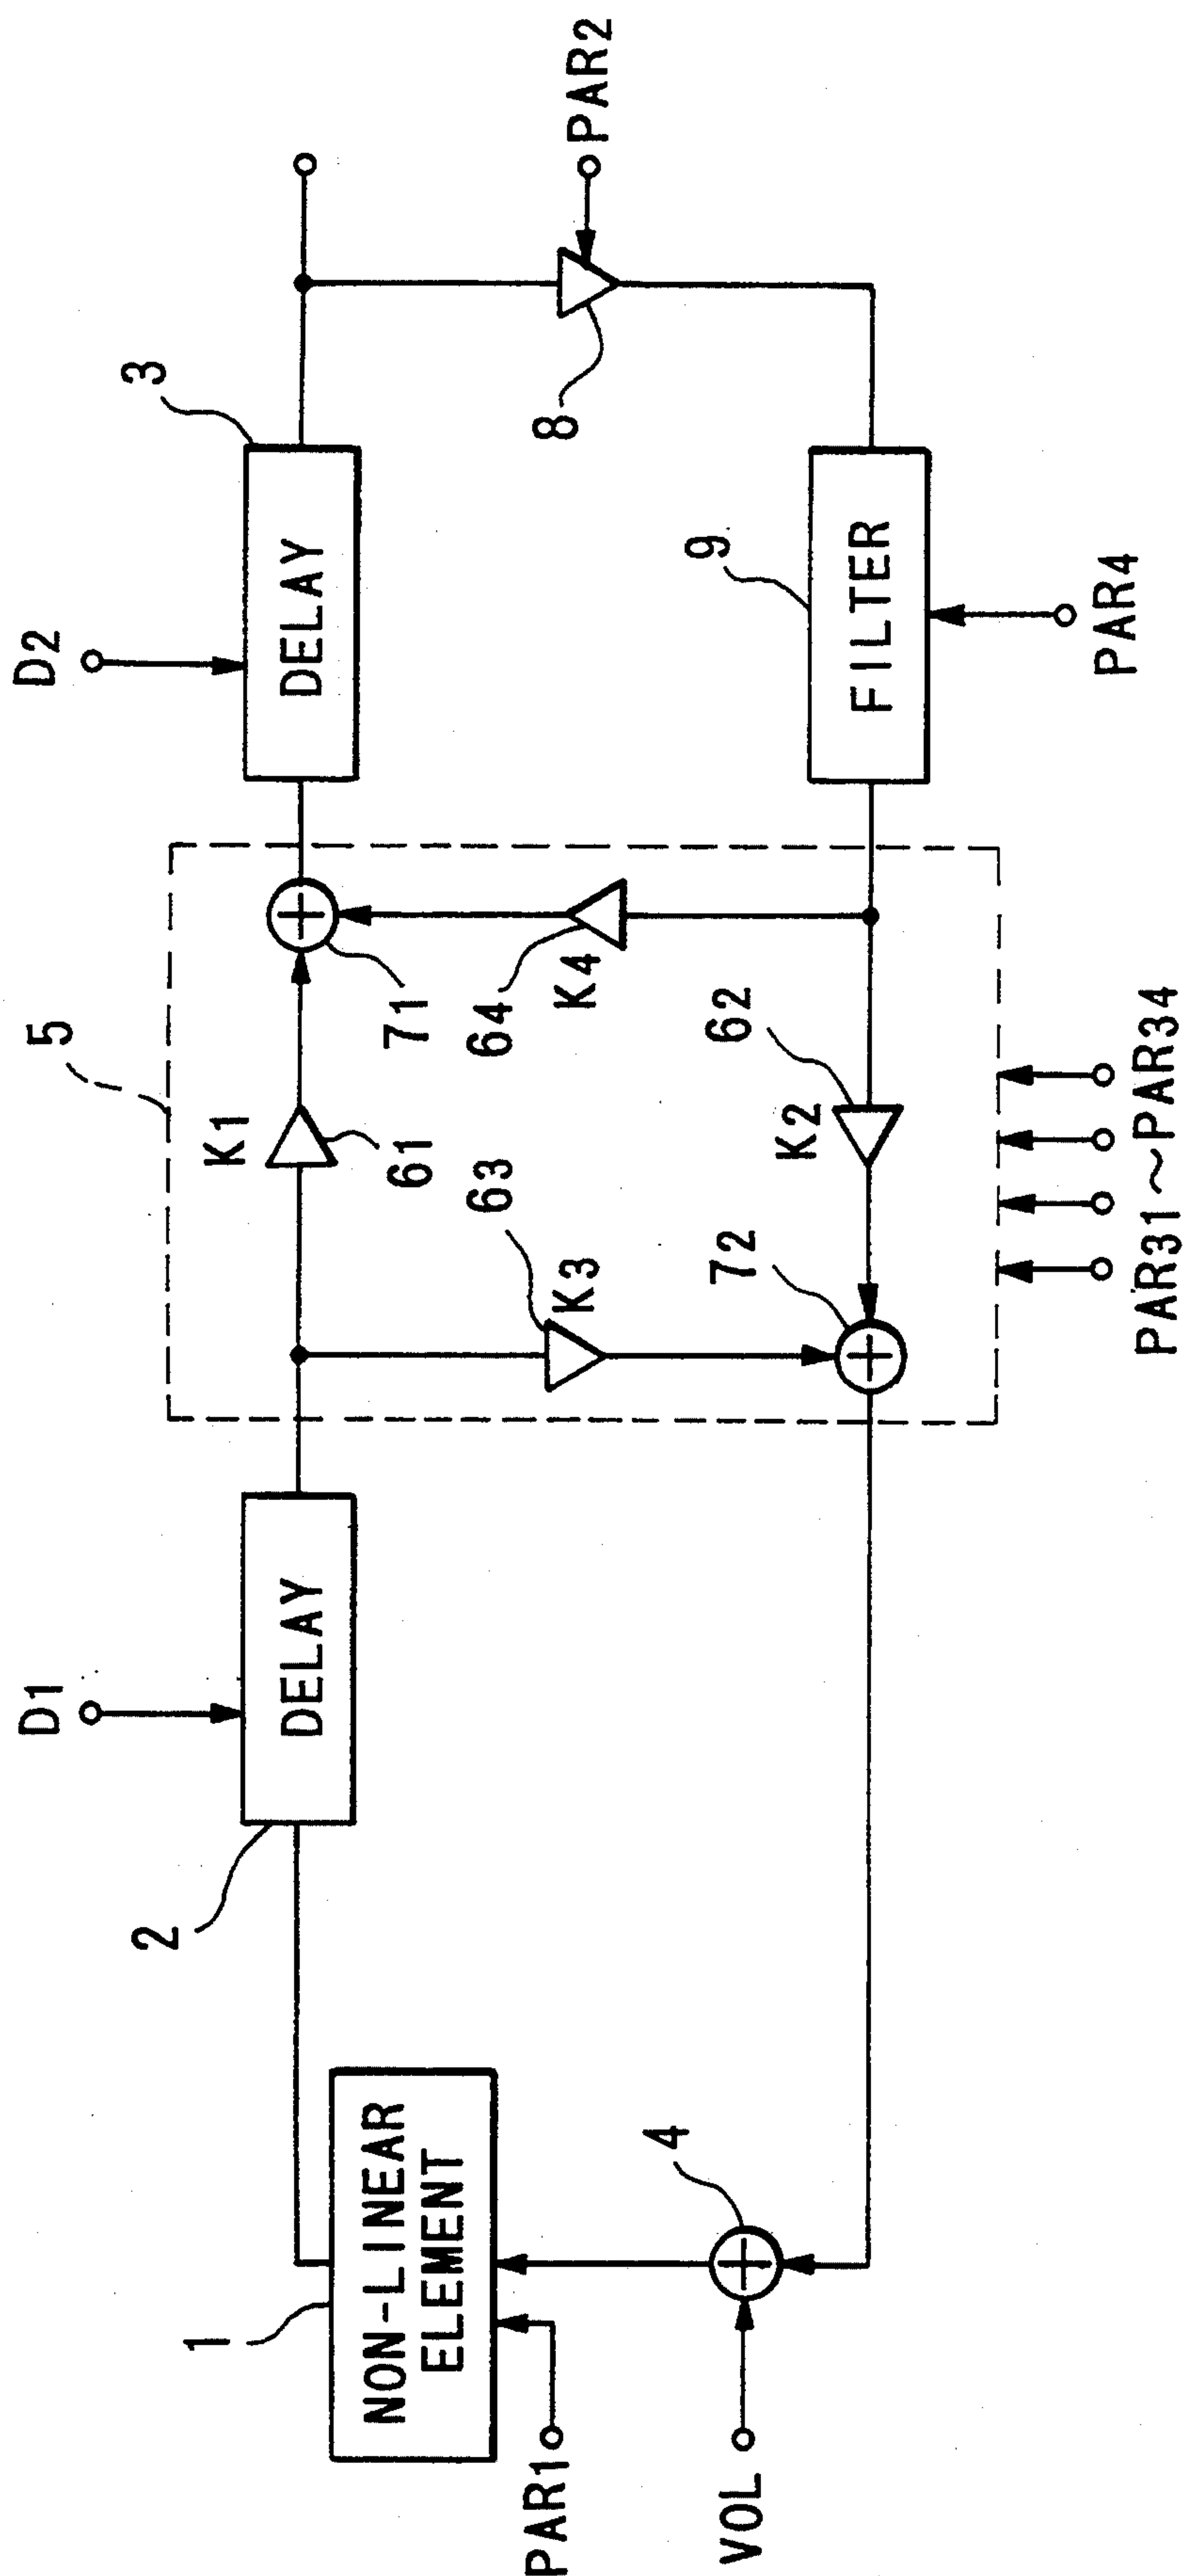 D1
D2
5
2
DELAY
3
DELAY
K1
61
71
63
K3
64
K4
8
PAR2
1
NON-LINEAR
ELEMENT
PAR1
4
VOL
72
K2
62
9
FILTER
PAR4
PAR31~PAR34